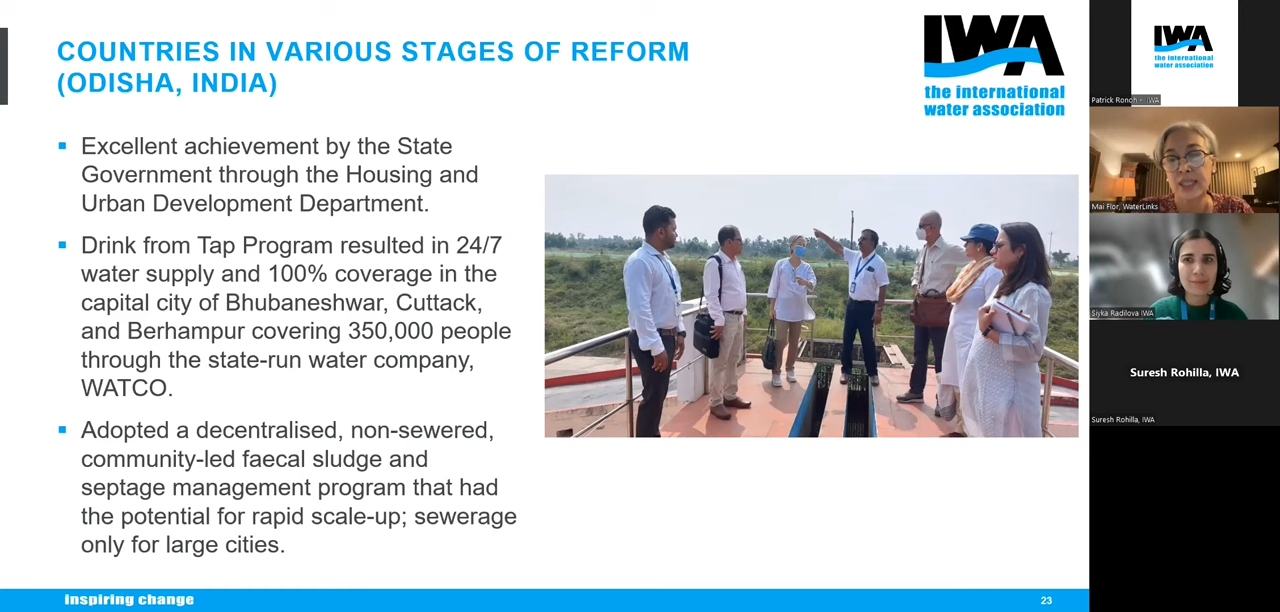 COUNTRIES IN VARIOUS STAGES OF REFORM
(ODISHA, INDIA)
IWA
the international
water association
Excellent achievement by the State
Government through the Housing and
Urban Development Department.
Drink from Tap Program resulted in 24/7
water supply and 100% coverage in the
capital city of Bhubaneshwar, Cuttack,
and Berhampur covering 350,000 people
through the state-run water company,
WATCO.
Adopted a decentralised, non-sewered,
community-led faecal sludge and
septage management program that had
the potential for rapid scale-up; sewerage
only for large cities.
inspiring change
23
IWA
the international
water association
Patrick Ronoh - IWA
Mai Flor, WaterLinks
Siyka Radilova IWA
Suresh Rohilla, IWA
Suresh Rohilla, IWA